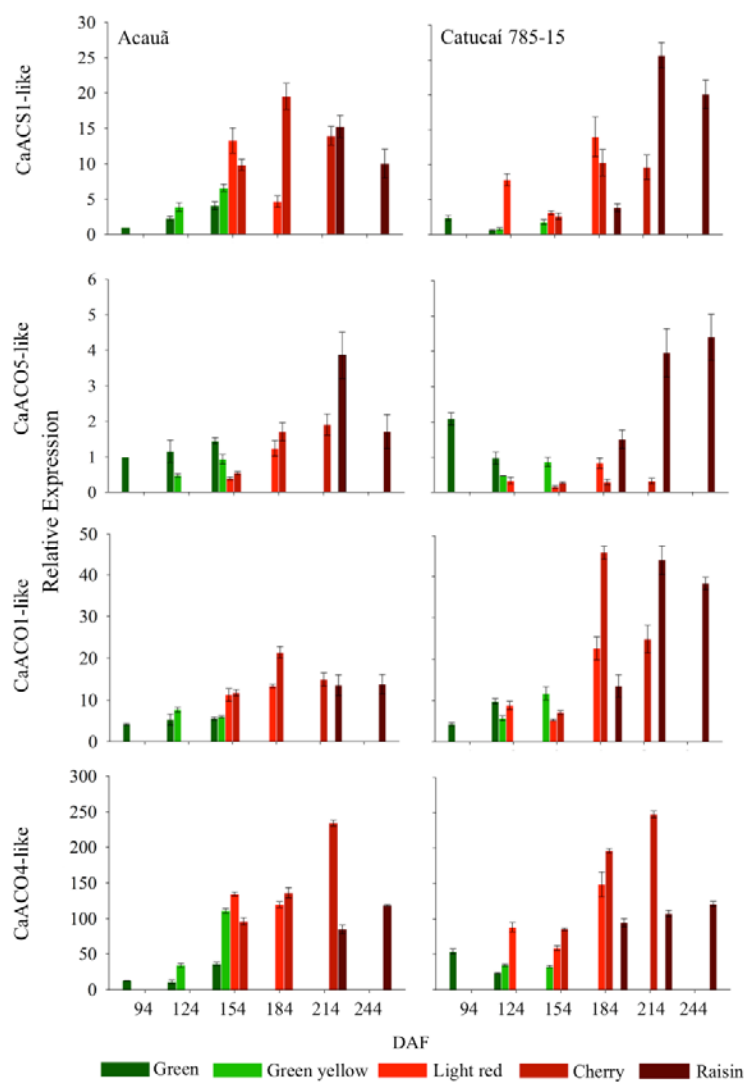 Acauã
Catucaí 785-15
CaACS1-like
30
25
20
15
10
5
0
CaACO5-like
6
5
4
3
2
1
0
Relative Expression
CaACO1-like
50
40
30
20
10
0
CaACO4-like
300
250
200
150
100
50
0
94 124 154 184 214 244
94 124 154 184 214 244
DAF
Green Green yellow Light red Cherry Raisin